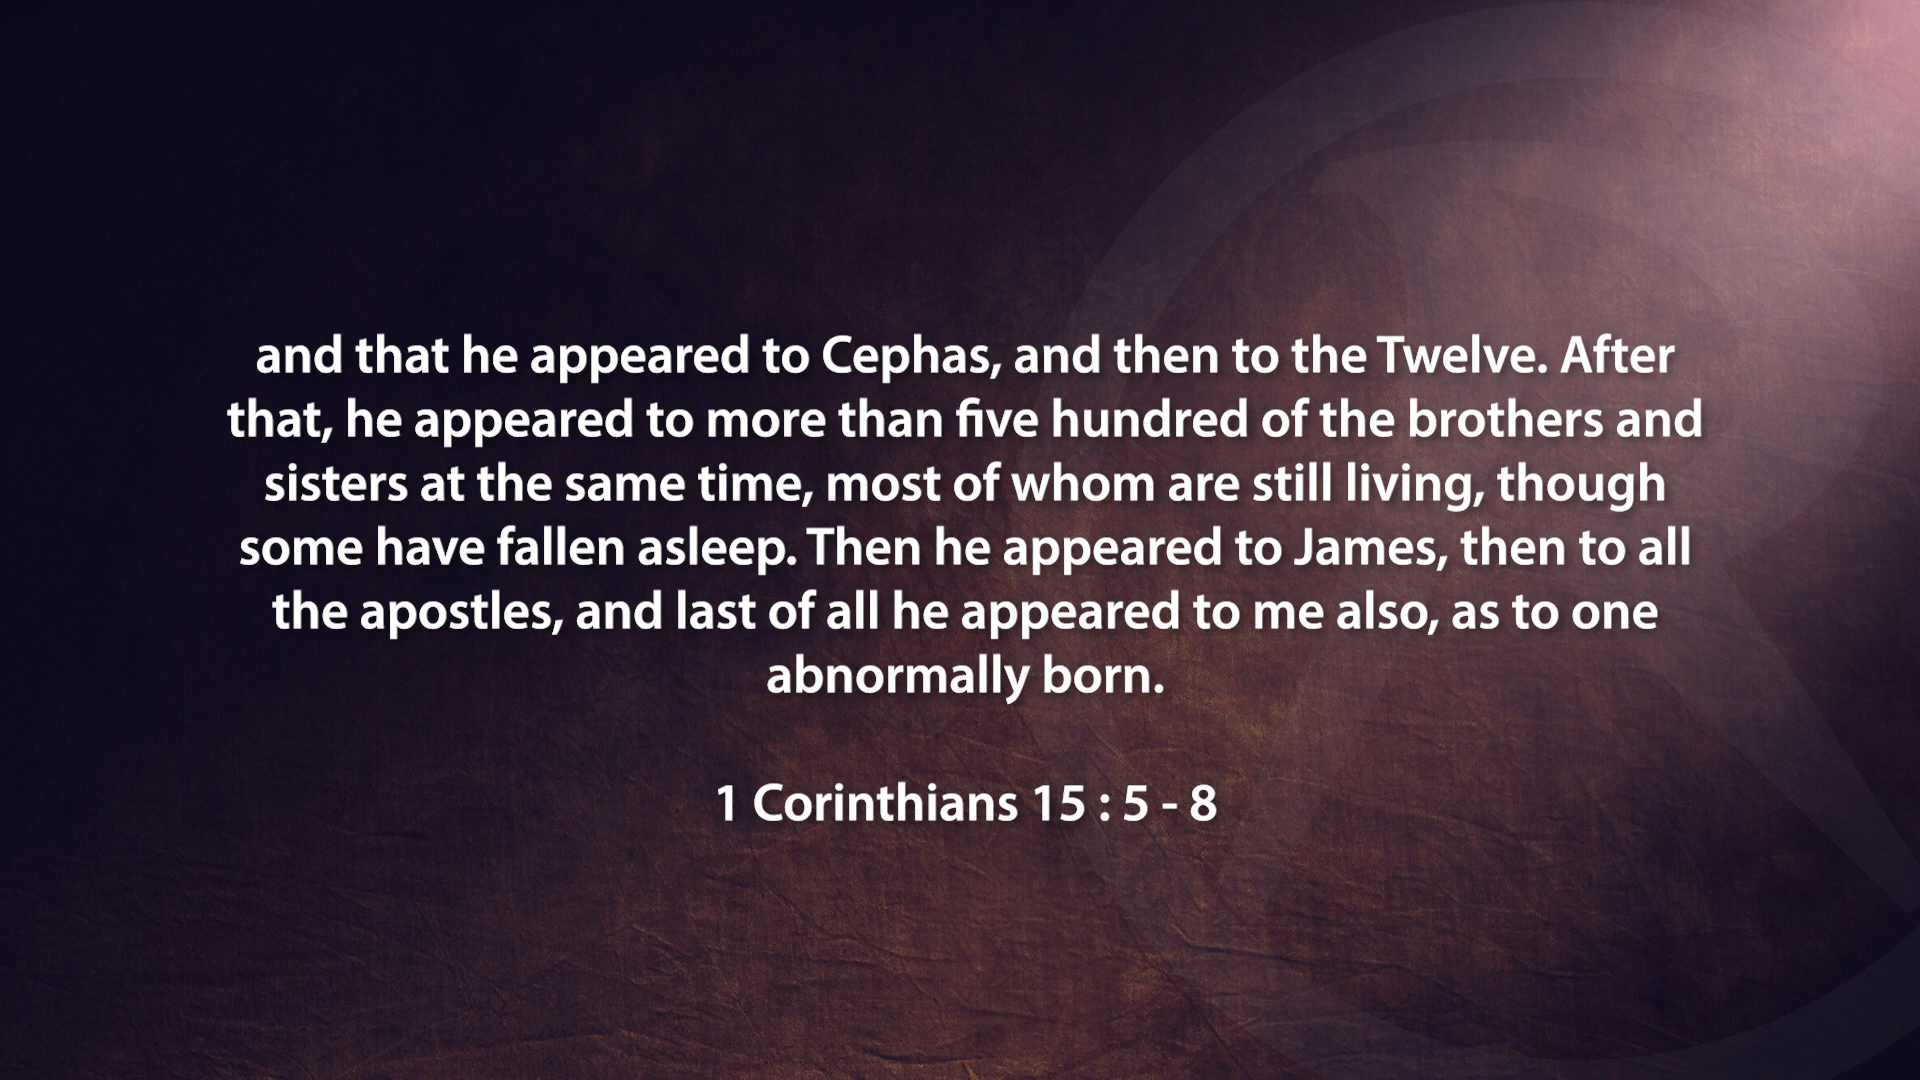 and that he appeared to Cephas, and then to the Twelve. After
that, he appeared to more than five hundred of the brothers and
sisters at the same time, most of whom are still living, though
some have fallen asleep. Then he appeared to James, then to all
the apostles, and last of all he appeared to me also, as to one
abnormally born.
1 Corinthians 15 : 5 - 8